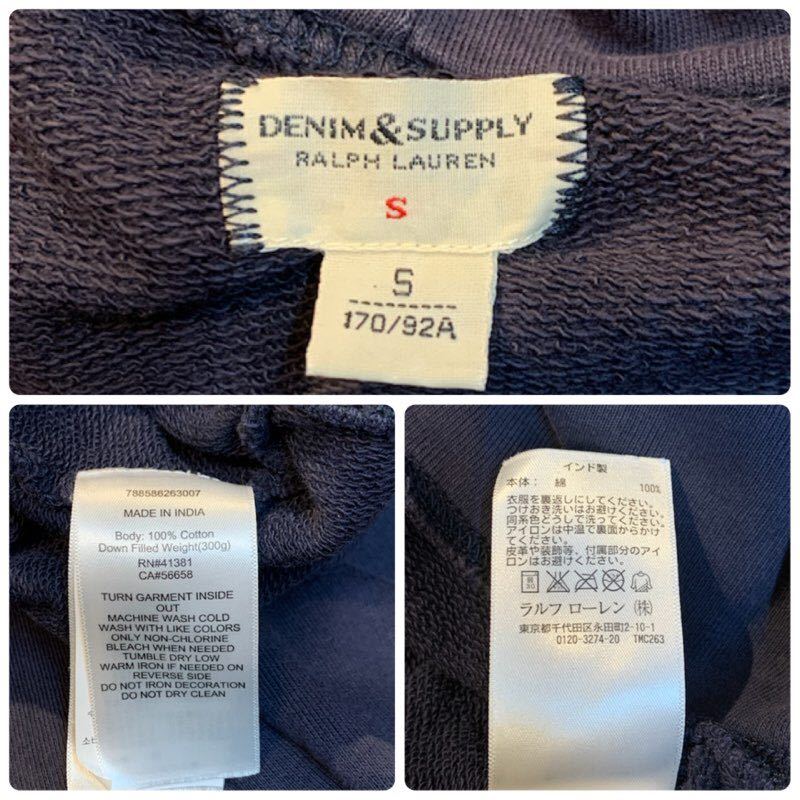 DENIM&SUPPLY
RALPH LAUREN
S
S
170/92A
788586263007
MADE IN INDIA
Body: 100% Cotton
Down Filled Weight(300g)
RN#41381
CA#56658
TURN GARMENT INSIDE
OUT
MACHINE WASH COLD
WASH WITH LIKE COLORS
ONLY NON-CHLORINE
BLEACH WHEN NEEDED
TUMBLE DRY LOW
WARM IRON IF NEEDED ON
REVERSE SIDE
DO NOT IRON DECORATION
DO NOT DRY CLEAN
インド製
本体: 綿 100%
衣服を裏返しにしてください。
つけおき洗いはお避けください。
同系色どうしで洗ってください。
アイロンは中温で裏面からかけ
てください。
皮革や装飾等、付属部分のアイ
ロンはお避けください。
ラルフ ローレン (株)
東京都千代田区永田町2-10-1
0120-3274-20 TMC263